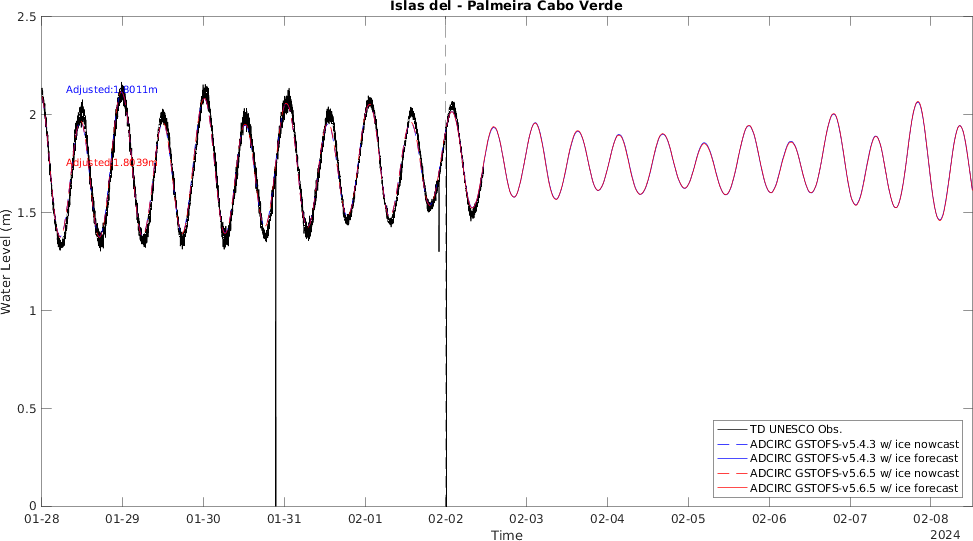 Islas del - Palmeira Cabo Verde
2.5
2
1.5
1
0.5
0
Water Level (m)
Adjusted:1.8011m
Adjusted:1.8039m
TD UNESCO Obs.
ADCIRC GSTOFS-v5.4.3 w/ ice nowcast
ADCIRC GSTOFS-v5.4.3 w/ ice forecast
ADCIRC GSTOFS-v5.6.5 w/ ice nowcast
ADCIRC GSTOFS-v5.6.5 w/ ice forecast
01-28 01-29 01-30 01-31 02-01 02-02 02-03 02-04 02-05 02-06 02-07 02-08
Time
2024